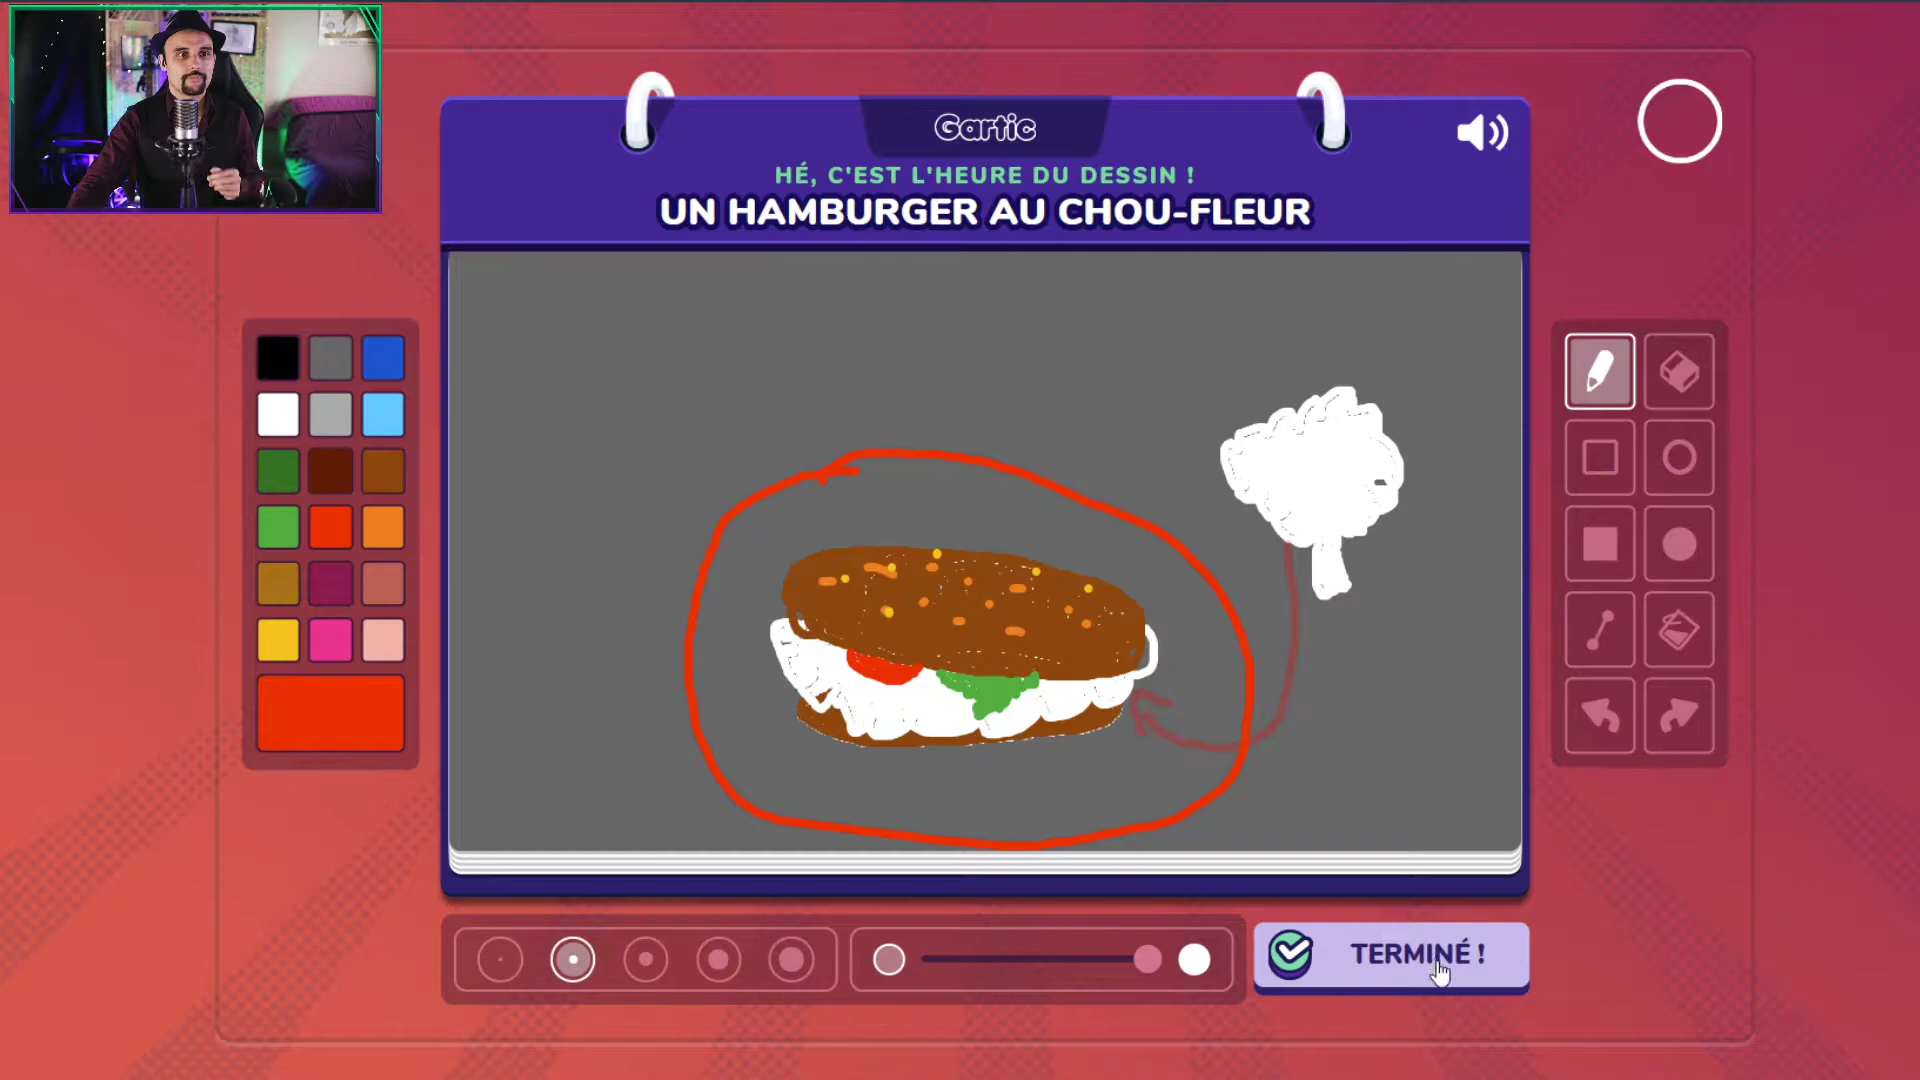 Gartic
HÉ, C'EST L'HEURE DU DESSIN !
UN HAMBURGER AU CHOU-FLEUR
TERMINÉ !